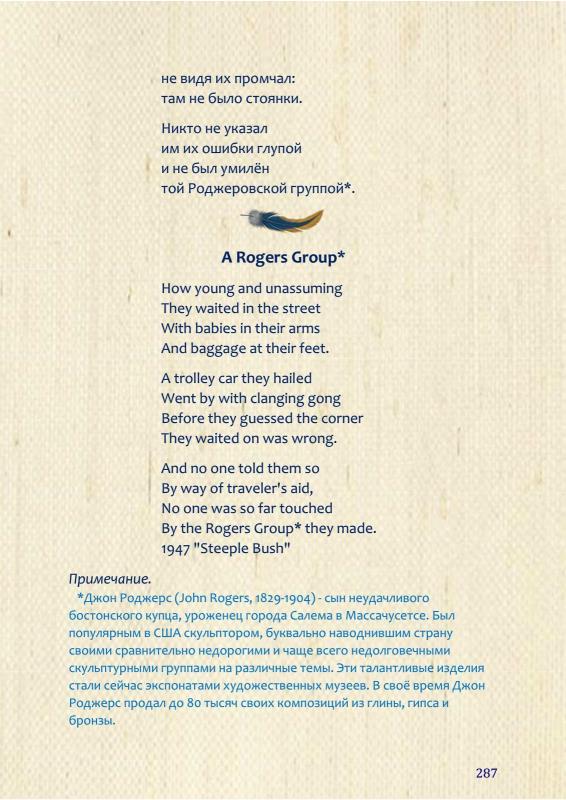 не видя их промчал:
там не было стоянки.
Никто не указал
им их ошибки глупой
и не был умилён
той Роджеровской группой*.
A Rogers Group*
How young and unassuming
They waited in the street
With babies in their arms
And baggage at their feet.
A trolley car they hailed
Went by with clanging gong
Before they guessed the corner
They waited on was wrong.
And no one told them so
By way of traveler's aid,
No one was so far touched
By the Rogers Group* they made.
1947 "Steeple Bush"
Примечание.
*Джон Роджерс (John Rogers, 1829-1904) - сын неудачливого
бостонского купца, уроженец города Салема в Массачусетсе. Был
популярным в США скульптором, буквально наводнившим страну
своими сравнительно недорогими и чаще всего недолговечными
скульптурными группами на различные темы. Эти талантливые изделия
стали сейчас экспонатами художественных музеев. В своё время Джон
Роджерс продал до 80 тысяч своих композиций из глины, гипса и
бронзы.
287